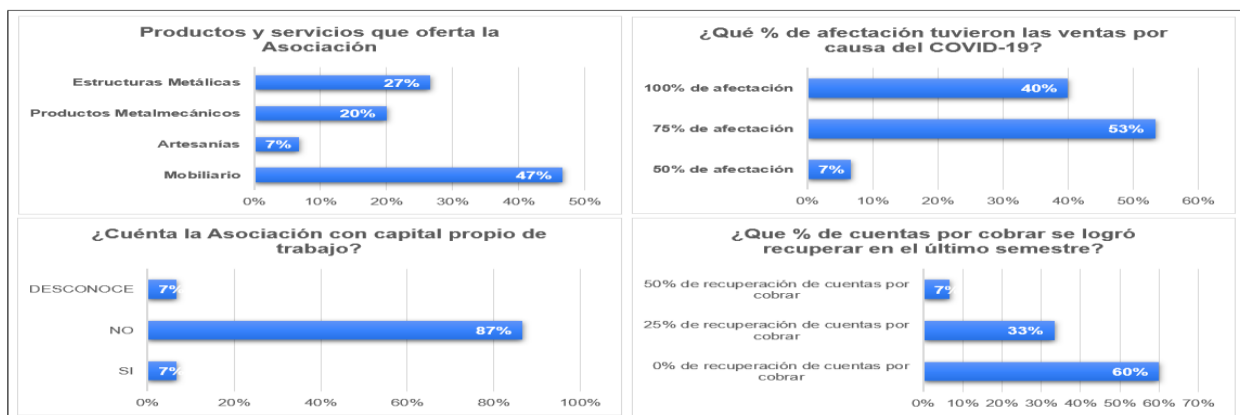 Productos y servicios que oferta la
Asociación
Estructuras Metálicas
27%
Productos Metalmecánicos
20%
Artesanías
7%
Mobiliario
47%
0% 10% 20% 30% 40% 50%
¿Qué % de afectación tuvieron las ventas por
causa del COVID-19?
100% de afectación
40%
75% de afectación
53%
50% de afectación
7%
0% 10% 20% 30% 40% 50% 60%
¿Cuénta la Asociación con capital propio de
trabajo?
DESCONOCE
7%
NO
87%
SI
7%
0% 20% 40% 60% 80% 100%
¿Que % de cuentas por cobrar se logró
recuperar en el último semestre?
50% de recuperación de cuentas por
cobrar
7%
25% de recuperación de cuentas por
cobrar
33%
0% de recuperación de cuentas por
cobrar
60%
0% 10% 20% 30% 40% 50% 60% 70%